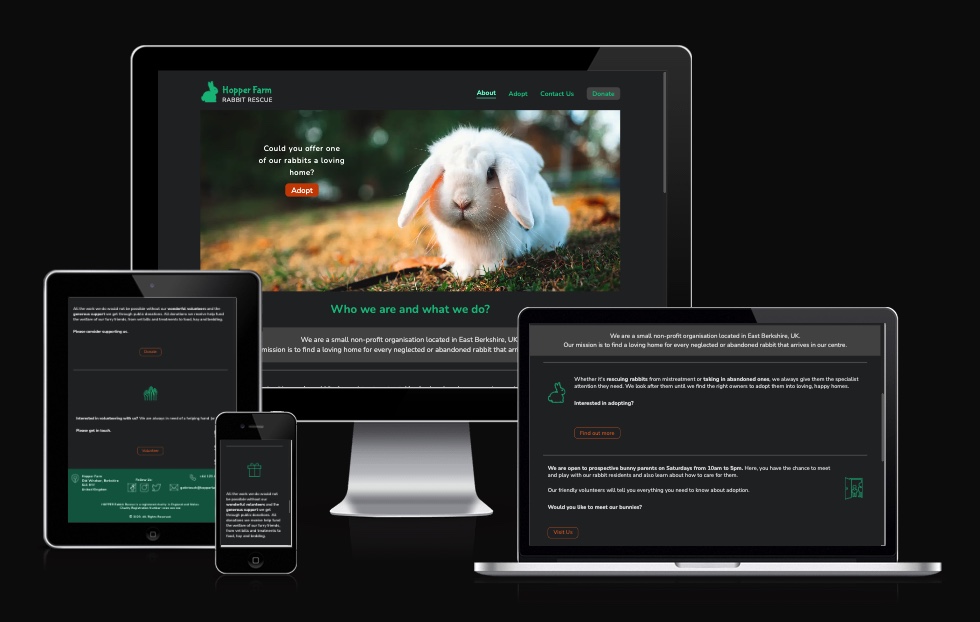 Hopper Farm
RABBIT RESCUE
About
Adopt
Contact Us
Donate
Could you offer one
of our rabbits a loving
home?
Adopt
Who we are and what we do?
We are a small non-profit organisation located in East Berkshire, UK.
mission is to find a loving home for every neglected or abandoned rabbit that arr
All the work we do would not be possible without our wonderful volunteers and the
generous support we get through public donations. All donations we receive help fund
the welfare of our furry friends, from vet bills and treatments to food, hay and bedding.
Please consider supporting us.
Donate
Interested in volunteering with us? We are always in need of a helping hand
Please get in touch.
Volunteer
Hopper Farm
Old Windsor, Berkshire
United Kingdom
Follow Us
All the work we do would not
be possible without our
wonderful volunteers and the
generous support we get
through public donations. All
donations we receive help fund
the welfare of our furry friends,
from vet bills and treatments to
food, hay and bedding.
We are a small non-profit organisation located in East Berkshire, UK.
Our mission is to find a loving home for every neglected or abandoned rabbit that arrives in our centre.
Whether it's rescuing rabbits from mistreatment or taking in abandoned ones, we always give them the specialist
attention they need. We look after them until we find the right owners to adopt them into loving, happy homes.
Interested in adopting?
Find out more
We are open to prospective bunny parents on Saturdays from 10am to 5pm. Here, you have the chance to meet
and play with our rabbit residents and also learn about how to care for them.
Our friendly volunteers will tell you everything you need to know about adoption.
Would you like to meet our bunnies?
Visit Us